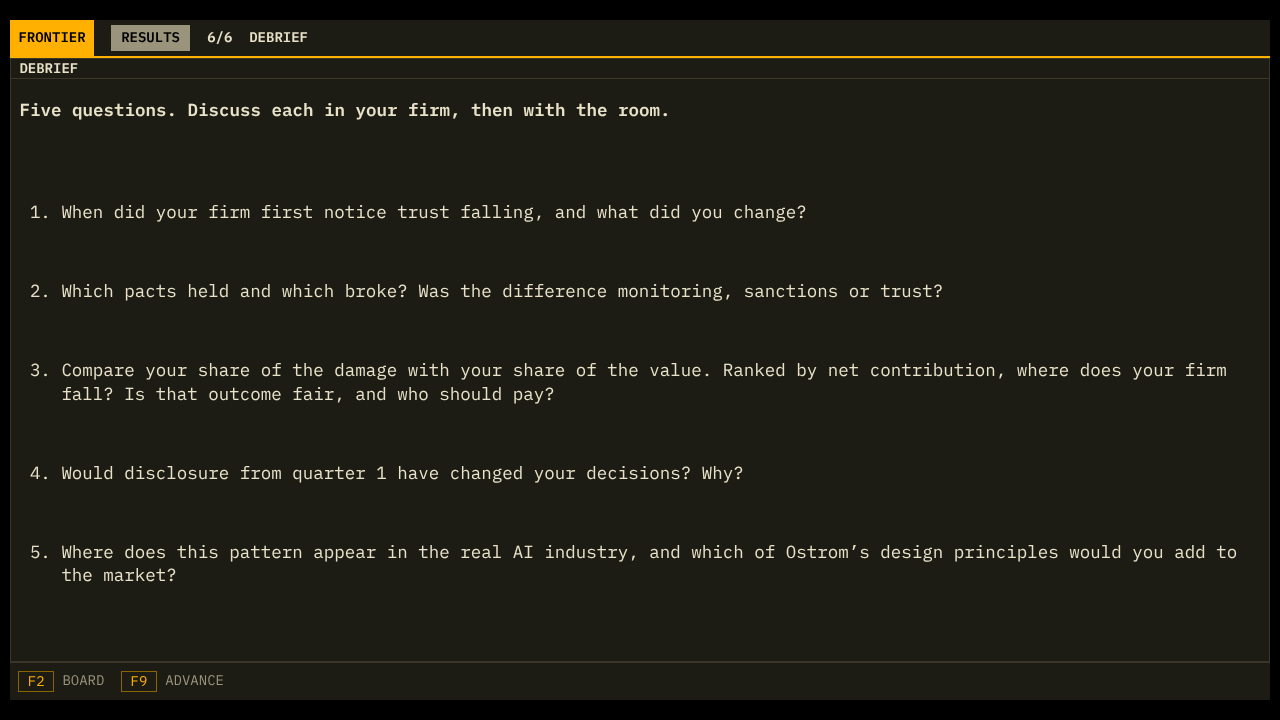 FRONTIER RESULTS 6/6 DEBRIEF
DEBRIEF
Five questions. Discuss each in your firm, then with the room.
1. When did your firm first notice trust falling, and what did you change?
2. Which pacts held and which broke? Was the difference monitoring, sanctions or trust?
3. Compare your share of the damage with your share of the value. Ranked by net contribution, where does your firm
fall? Is that outcome fair, and who should pay?
4. Would disclosure from quarter 1 have changed your decisions? Why?
5. Where does this pattern appear in the real AI industry, and which of Ostrom’s design principles would you add to
the market?
F2 BOARD F9 ADVANCE